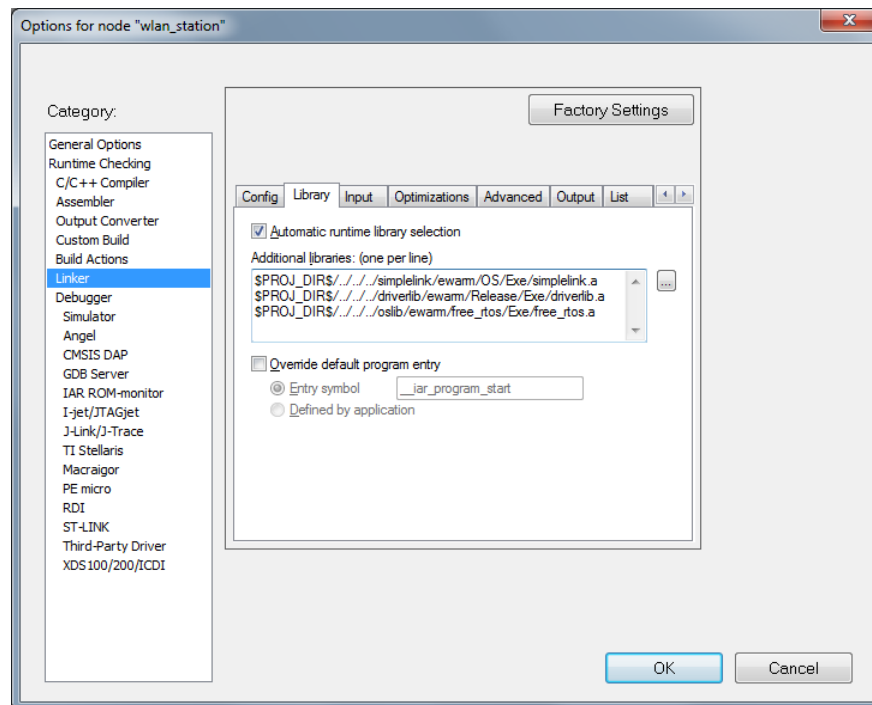 Options for node "wlan_station"
Category:
Factory Settings
General Options
Runtime Checking
C/C++ Compiler
Assembler
Output Converter
Custom Build
Build Actions
Linker
Debugger
Simulator
Angel
CMSIS DAP
GDB Server
IAR ROM-monitor
I-jet/JTAGjet
J-Link/J-Trace
TI Stellaris
Macraigor
PE micro
RDI
ST-LINK
Third-Party Driver
XDS100/200/ICDI
Config Library Input Optimizations Advanced Output List
Automatic runtime library selection
Additional libraries: (one per line)
$PROJ_DIR$/../../../simplelink/ewarm/OS/Exe/simplelink.a
$PROJ_DIR$/../../../driverlib/ewarm/Release/Exe/driverlib.a
$PROJ_DIR$/../../../oslib/ewarm/free_rtos/Exe/free_rtos.a
...
Override default program entry
Entry symbol __iar_program_start
Defined by application
OK Cancel